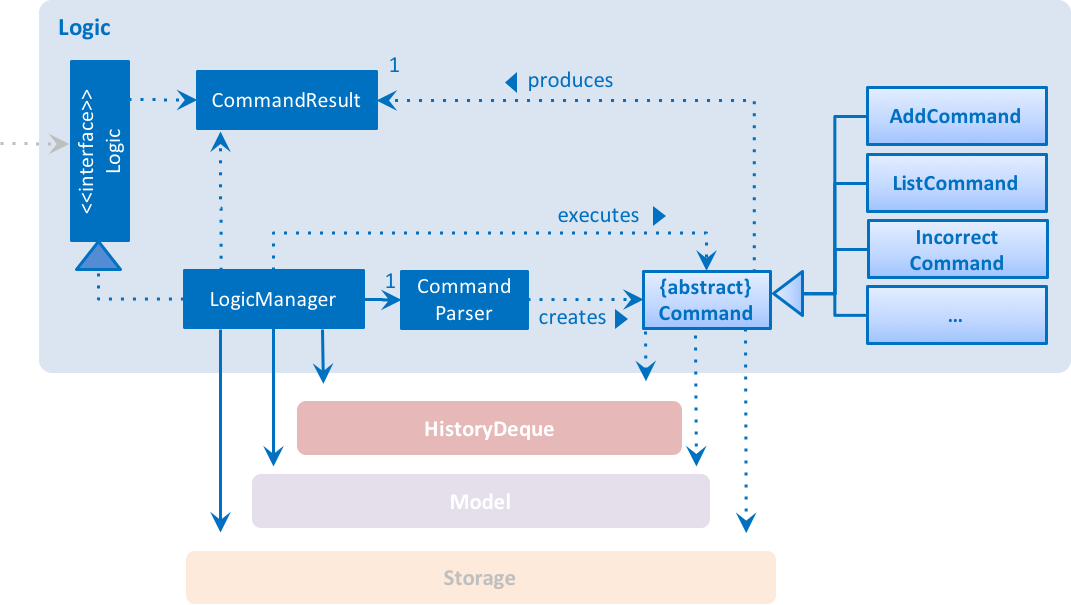 Logic
<<interface>>
Logic
CommandResult
1
produces
AddCommand
ListCommand
Incorrect
Command
...
executes
LogicManager
1
Command
Parser
creates
{abstract}
Command
HistoryDeque
Model
Storage